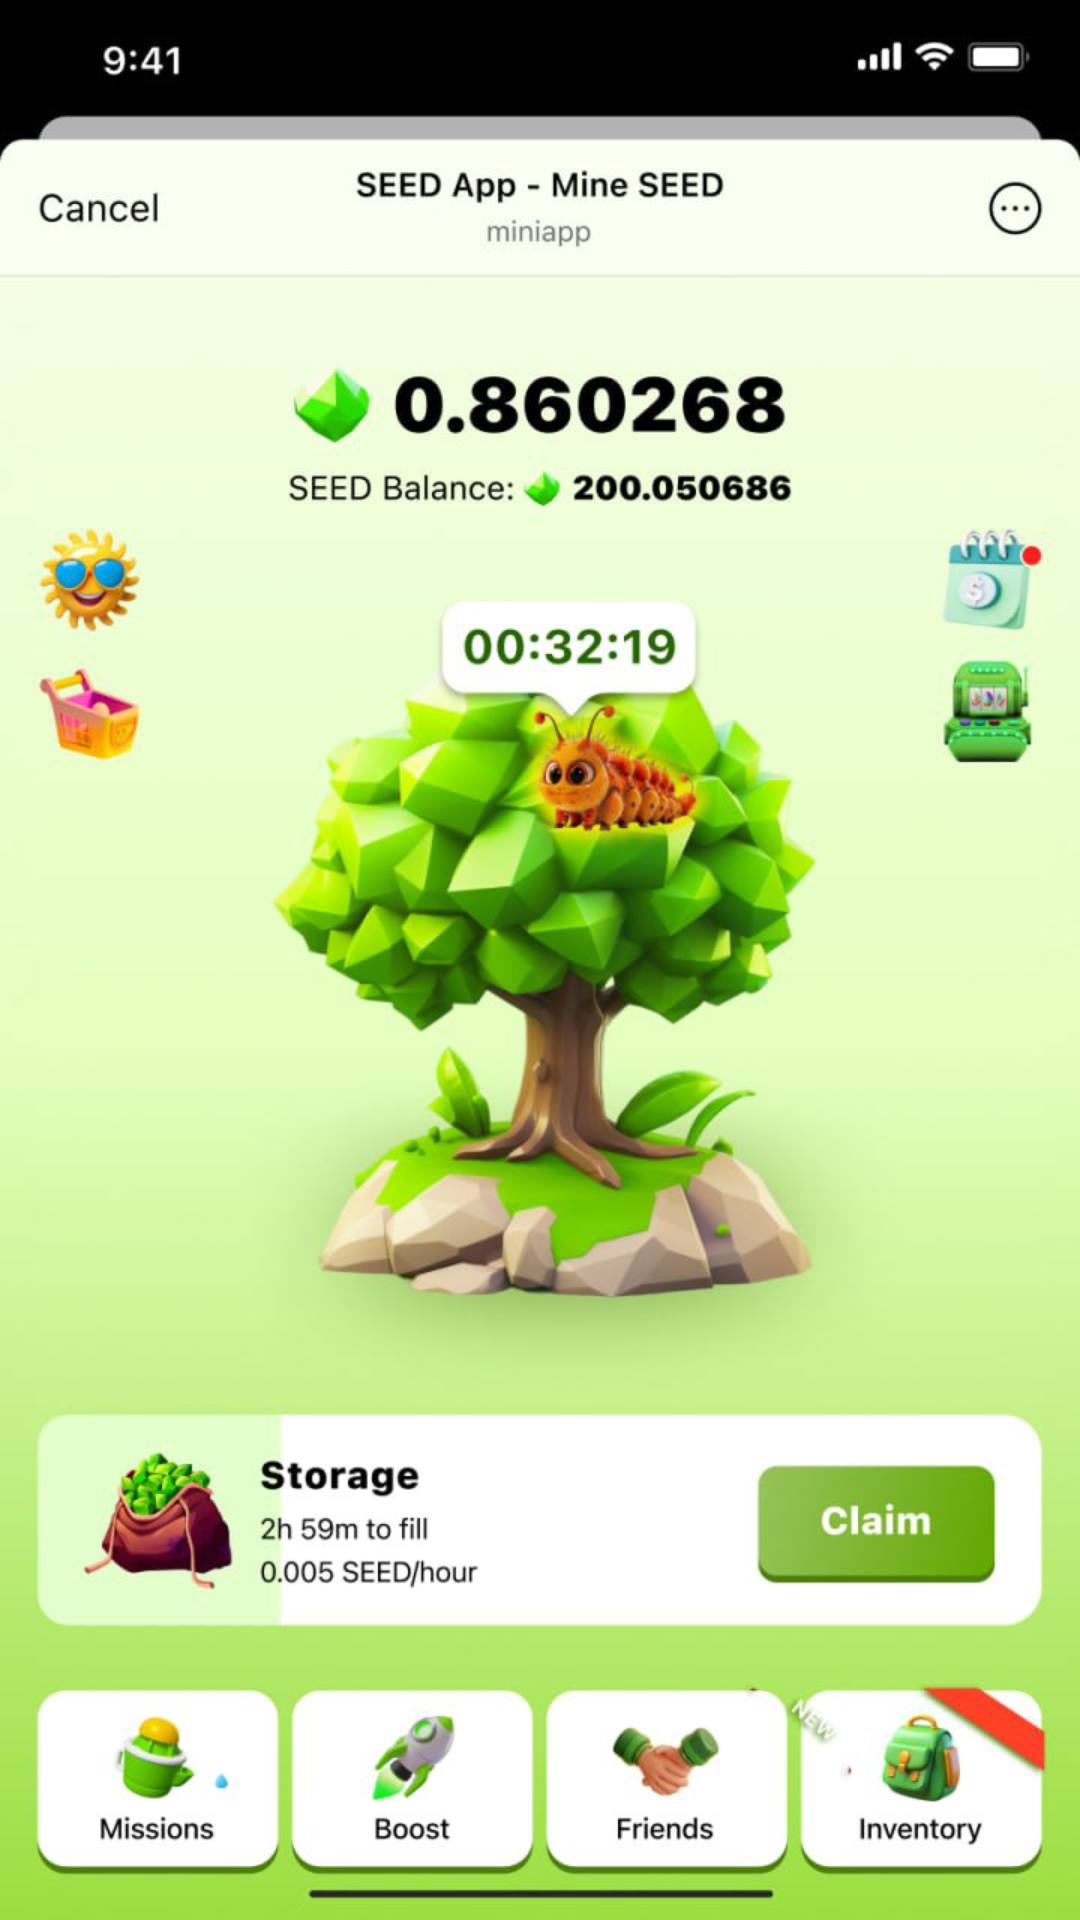 9:41
Cancel
SEED App - Mine SEED
miniapp
0.860268
SEED Balance: 200.050686
00:32:19
Storage
2h 59m to fill
0.005 SEED/hour
Claim
NEW
Missions
Boost
Friends
Inventory